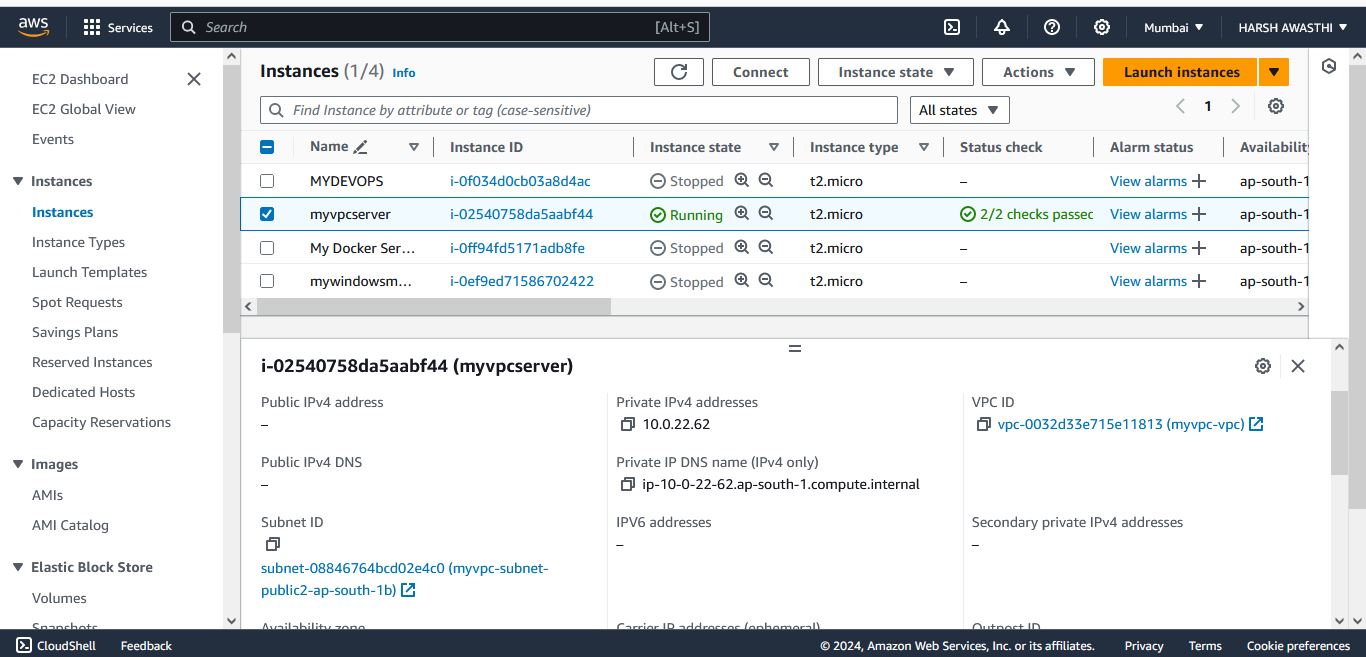 aws Services Search [Alt+S] Mumbai HARSH AWASTHI
EC2 Dashboard
EC2 Global View
Events
Instances
Instances
Instance Types
Launch Templates
Spot Requests
Savings Plans
Reserved Instances
Dedicated Hosts
Capacity Reservations
Images
AMIs
AMI Catalog
Elastic Block Store
Volumes
Snapshots
Instances (1/4) Info Connect Instance state Actions Launch instances
Find Instance by attribute or tag (case-sensitive) All states 1
Name Instance ID Instance state Instance type Status check Alarm status Availability
MYDEVOPS i-0f034d0cb03a8d4ac Stopped t2.micro – View alarms ap-south-1
myvpcserver i-02540758da5aabf44 Running t2.micro 2/2 checks passec View alarms ap-south-1
My Docker Ser... i-0ff94fd5171adb8fe Stopped t2.micro – View alarms ap-south-1
mywindowsm... i-0ef9ed71586702422 Stopped t2.micro – View alarms ap-south-1
i-02540758da5aabf44 (myvpcserver)
Public IPv4 address Private IPv4 addresses VPC ID
– 10.0.22.62 vpc-0032d33e715e11813 (myvpc-vpc)
Public IPv4 DNS Private IP DNS name (IPv4 only)
– ip-10-0-22-62.ap-south-1.compute.internal
Subnet ID IPV6 addresses Secondary private IPv4 addresses
– –
subnet-08846764bcd02e4c0 (myvpc-subnet-
public2-ap-south-1b)
Availability zone Carrier IP addresses (ephemeral) Outpost ID
CloudShell Feedback © 2024, Amazon Web Services, Inc. or its affiliates. Privacy Terms Cookie preferences